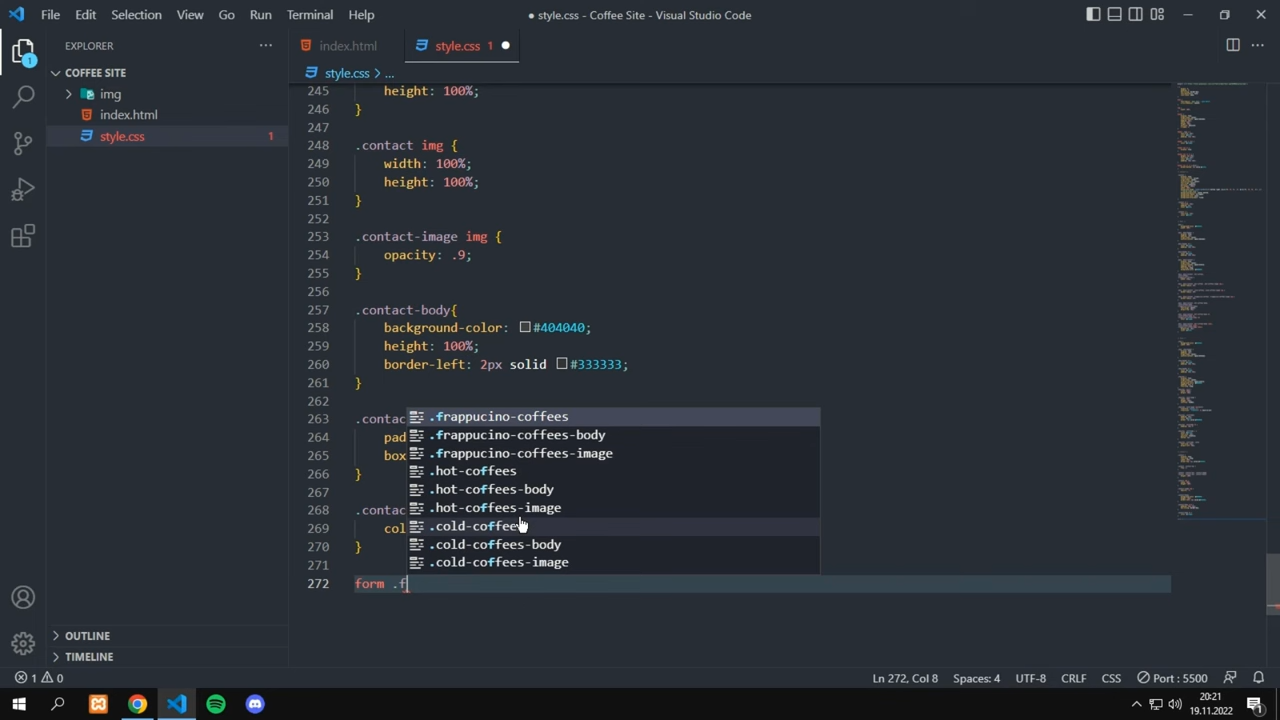 File Edit Selection View Go Run Terminal Help
● style.css - Coffee Site - Visual Studio Code
EXPLORER
COFFEE SITE
img
index.html
style.css 1
OUTLINE
TIMELINE
index.html
style.css 1
style.css > ...
245 height: 100%;
246 }
247
248 .contact img {
249 width: 100%;
250 height: 100%;
251 }
252
253 .contact-image img {
254 opacity: .9;
255 }
256
257 .contact-body{
258 background-color: #404040;
259 height: 100%;
260 border-left: 2px solid #333333;
261 }
262
263 .contac
264 pad
265 box
266 }
267
268 .contac
269 col
270 }
271
272 form .f
.frappucino-coffees
.frappucino-coffees-body
.frappucino-coffees-image
.hot-coffees
.hot-coffees-body
.hot-coffees-image
.cold-coffees
.cold-coffees-body
.cold-coffees-image
1 0
Ln 272, Col 8 Spaces: 4 UTF-8 CRLF CSS Port : 5500
20:21
19.11.2022